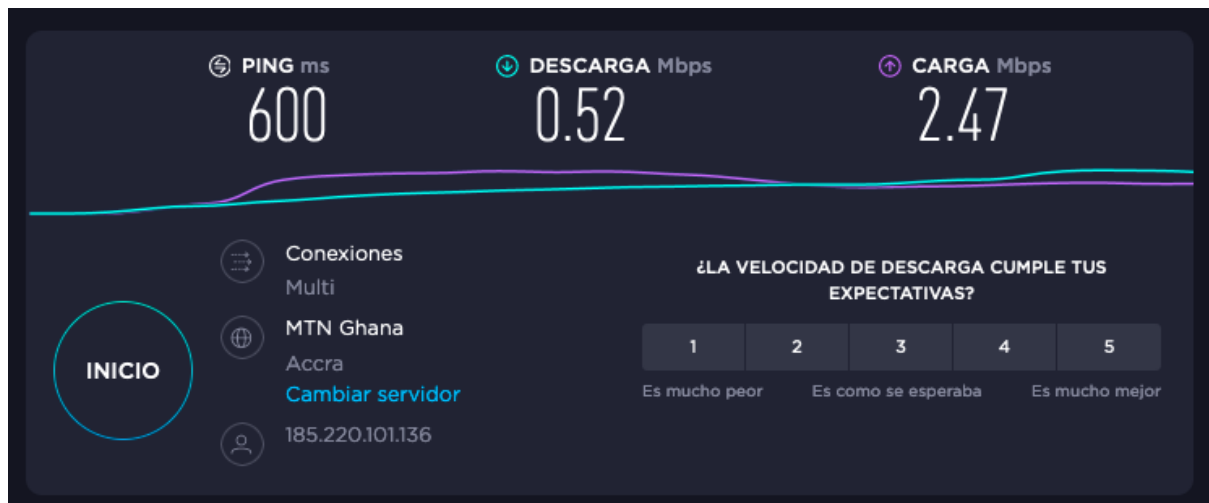 PING ms
600
DESCARGA Mbps
0.52
CARGA Mbps
2.47
INICIO
Conexiones
Multi
MTN Ghana
Accra
Cambiar servidor
185.220.101.136
¿LA VELOCIDAD DE DESCARGA CUMPLE TUS
EXPECTATIVAS?
1 2 3 4 5
Es mucho peor Es como se esperaba Es mucho mejor